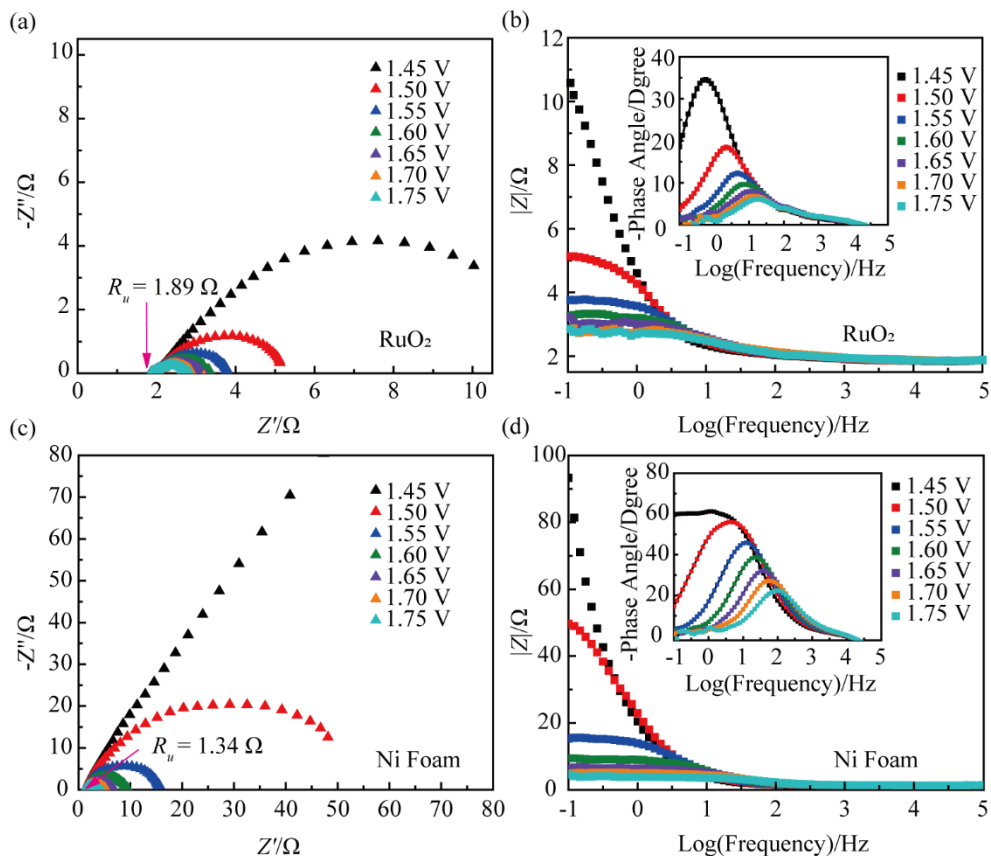 (a)
10
8
6
4
2
0
-Z''/Ω
1.45 V
1.50 V
1.55 V
1.60 V
1.65 V
1.70 V
1.75 V
Ru = 1.89 Ω
RuO₂
0 2 4 6 8 10
Z'/Ω
(b)
12
10
8
6
4
2
|Z|/Ω
40
30
20
10
0
-Phase Angle/Dgree
-1 0 1 2 3 4 5
Log(Frequency)/Hz
1.45 V
1.50 V
1.55 V
1.60 V
1.65 V
1.70 V
1.75 V
RuO₂
-1 0 1 2 3 4 5
Log(Frequency)/Hz
(c)
80
70
60
50
40
30
20
10
0
-Z''/Ω
1.45 V
1.50 V
1.55 V
1.60 V
1.65 V
1.70 V
1.75 V
Ru = 1.34 Ω
Ni Foam
0 10 20 30 40 50 60 70 80
Z'/Ω
(d)
100
80
60
40
20
0
|Z|/Ω
80
60
40
20
0
-Phase Angle/Dgree
-1 0 1 2 3 4 5
Log(Frequency)/Hz
1.45 V
1.50 V
1.55 V
1.60 V
1.65 V
1.70 V
1.75 V
Ni Foam
-1 0 1 2 3 4 5
Log(Frequency)/Hz